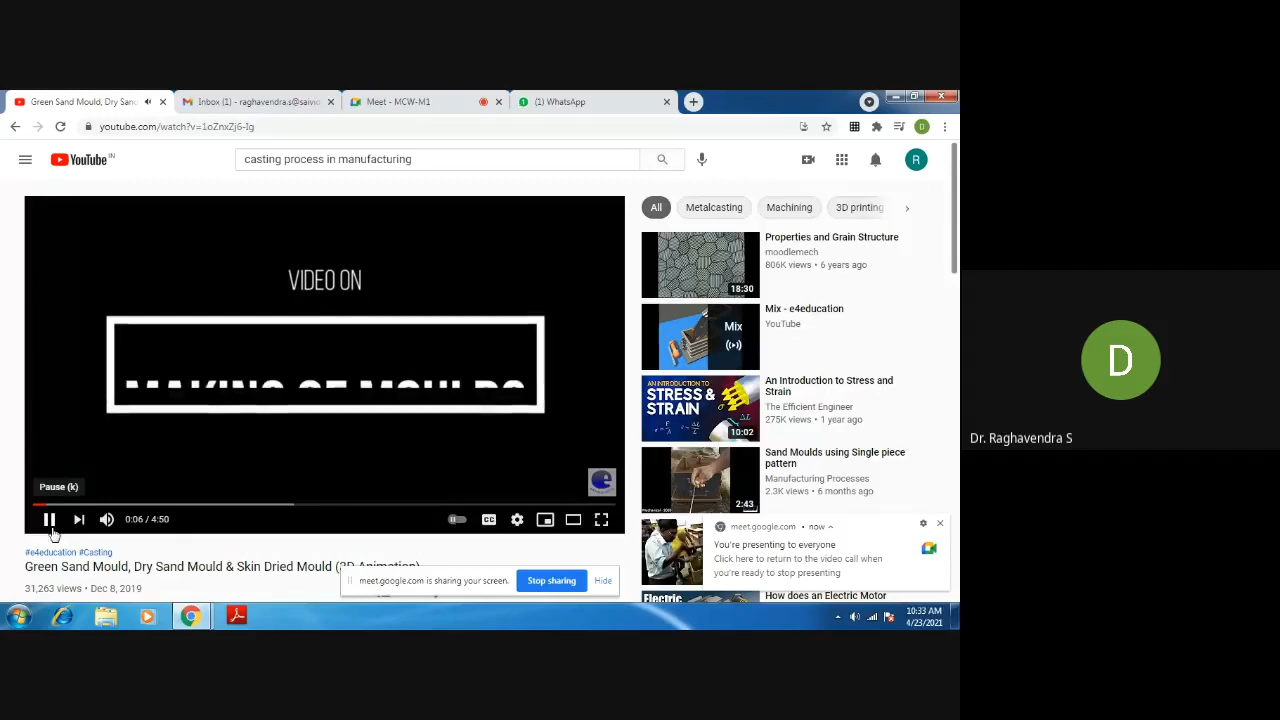 Green Sand Mould, Dry Sand
Inbox (1) - raghavendra.s@saivid
Meet - MCW-M1
(1) WhatsApp
youtube.com/watch?v=1oZnxZj6-Ig
D
YouTube IN
casting process in manufacturing
R
VIDEO ON
MAKING OF MOULDS
Pause (k)
0:06 / 4:50
CC
#e4education #Casting
Green Sand Mould, Dry Sand Mould & Skin Dried Mould (3D Animation)
31,263 views • Dec 8, 2019
All
Metalcasting
Machining
3D printing
Properties and Grain Structure
moodlemech
806K views • 6 years ago
18:30
Mix - e4education
YouTube
Mix
An Introduction to Stress and
Strain
The Efficient Engineer
275K views • 1 year ago
AN INTRODUCTION TO
STRESS &
STRAIN
10:02
Sand Moulds using Single piece
pattern
Manufacturing Processes
2.3K views • 6 months ago
2:43
meet.google.com • now
You're presenting to everyone
Click here to return to the video call when
you're ready to stop presenting
Electric
How does an Electric Motor
meet.google.com is sharing your screen.
Stop sharing
Hide
10:33 AM
4/23/2021
D
Dr. Raghavendra S